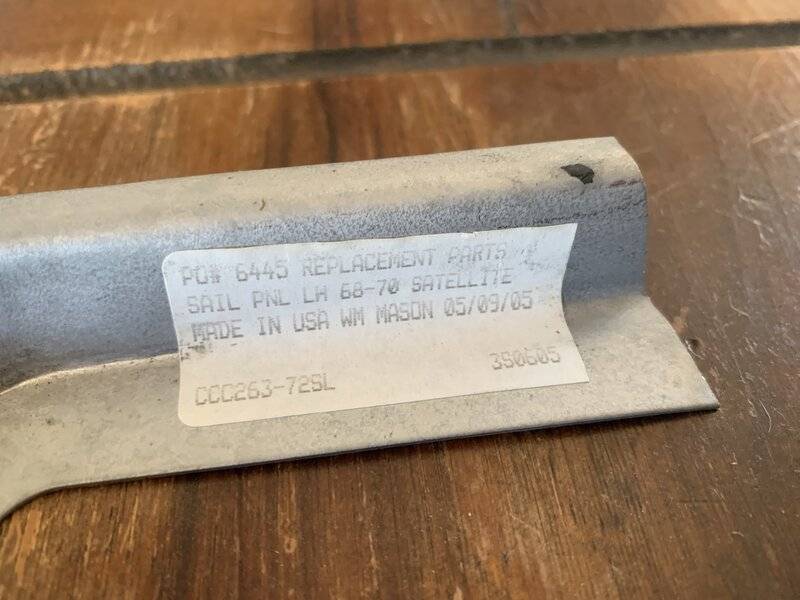 PO# 6445 REPLACEMENT PARTS
SAIL PNL LH 68-70 SATELLITE
MADE IN USA WM MASON 05/09/05
CCC263-72SL
3S0605